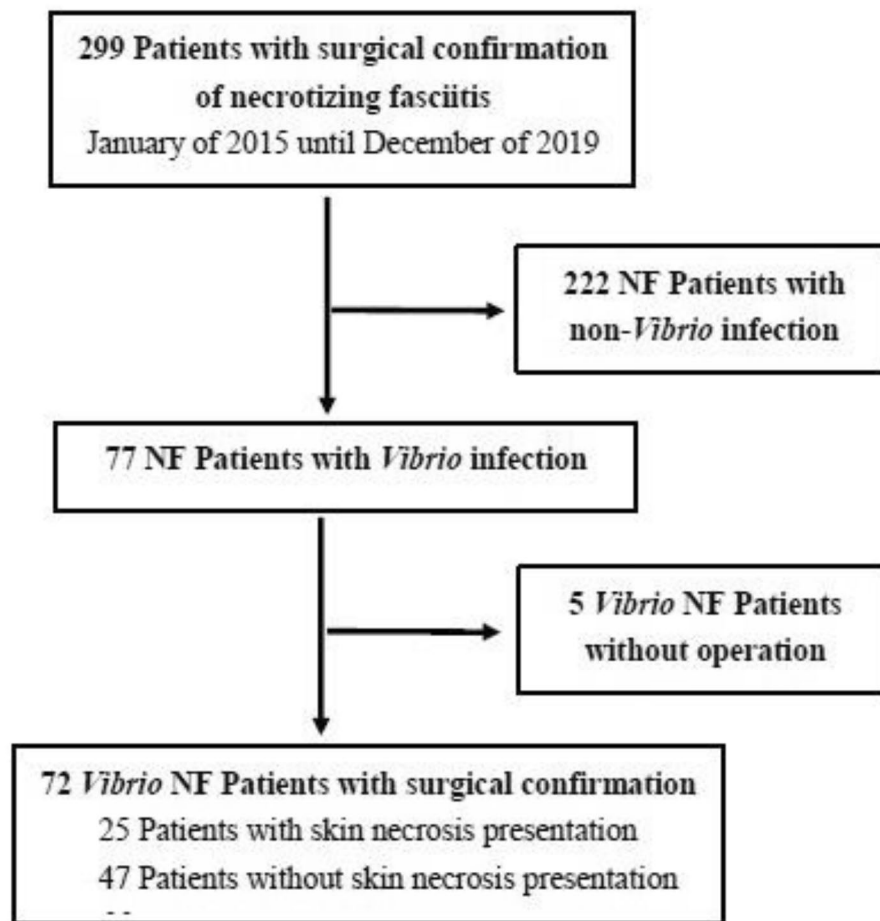 299 Patients with surgical confirmation
of necrotizing fasciitis
January of 2015 until December of 2019
222 NF Patients with
non-Vibrio infection
77 NF Patients with Vibrio infection
5 Vibrio NF Patients
without operation
72 Vibrio NF Patients with surgical confirmation
25 Patients with skin necrosis presentation
47 Patients without skin necrosis presentation